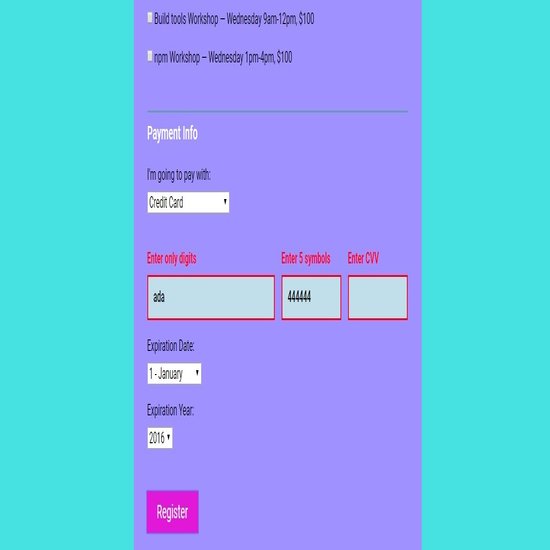 Build tools Workshop — Wednesday 9am-12pm, $100
npm Workshop — Wednesday 1pm-4pm, $100
Payment Info
I'm going to pay with:
Credit Card
Enter only digits Enter 5 symbols Enter CVV
ada 444444
Expiration Date:
1 - January
Expiration Year:
2016
Register